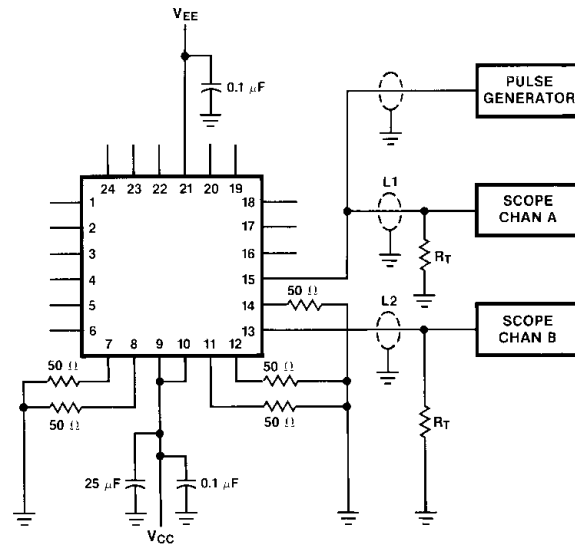 VEE
0.1 µF
PULSE
GENERATOR
24 23 22 21 20 19
1
2
3
4
5
6
18
17
16
15
14
13
7 8 9 10 11 12
L1
SCOPE
CHAN A
RT
50 Ω
L2
SCOPE
CHAN B
RT
50 Ω
50 Ω
50 Ω
50 Ω
25 µF
0.1 µF
VCC